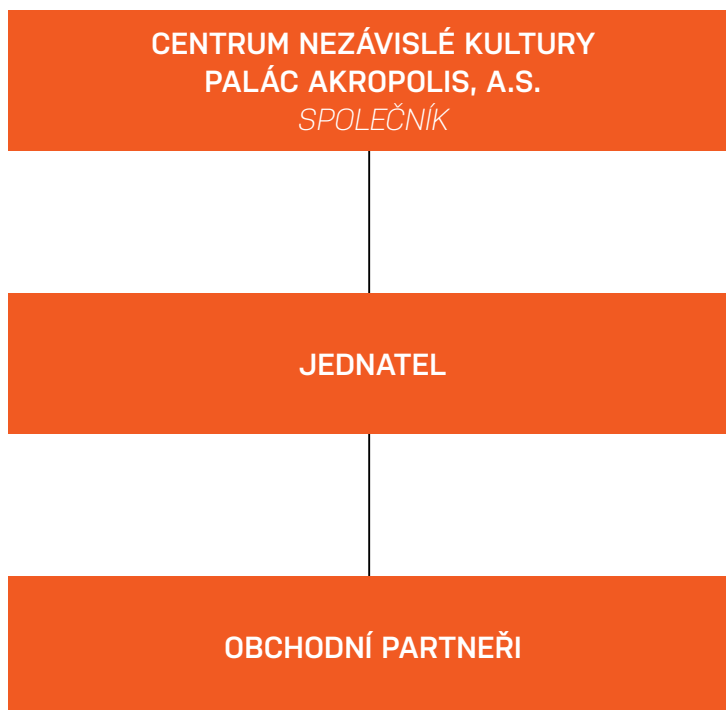 CENTRUM NEZÁVISLÉ KULTURY
PALÁC AKROPOLIS, A.S.
SPOLEČNÍK
JEDNATEL
OBCHODNÍ PARTNEŘI